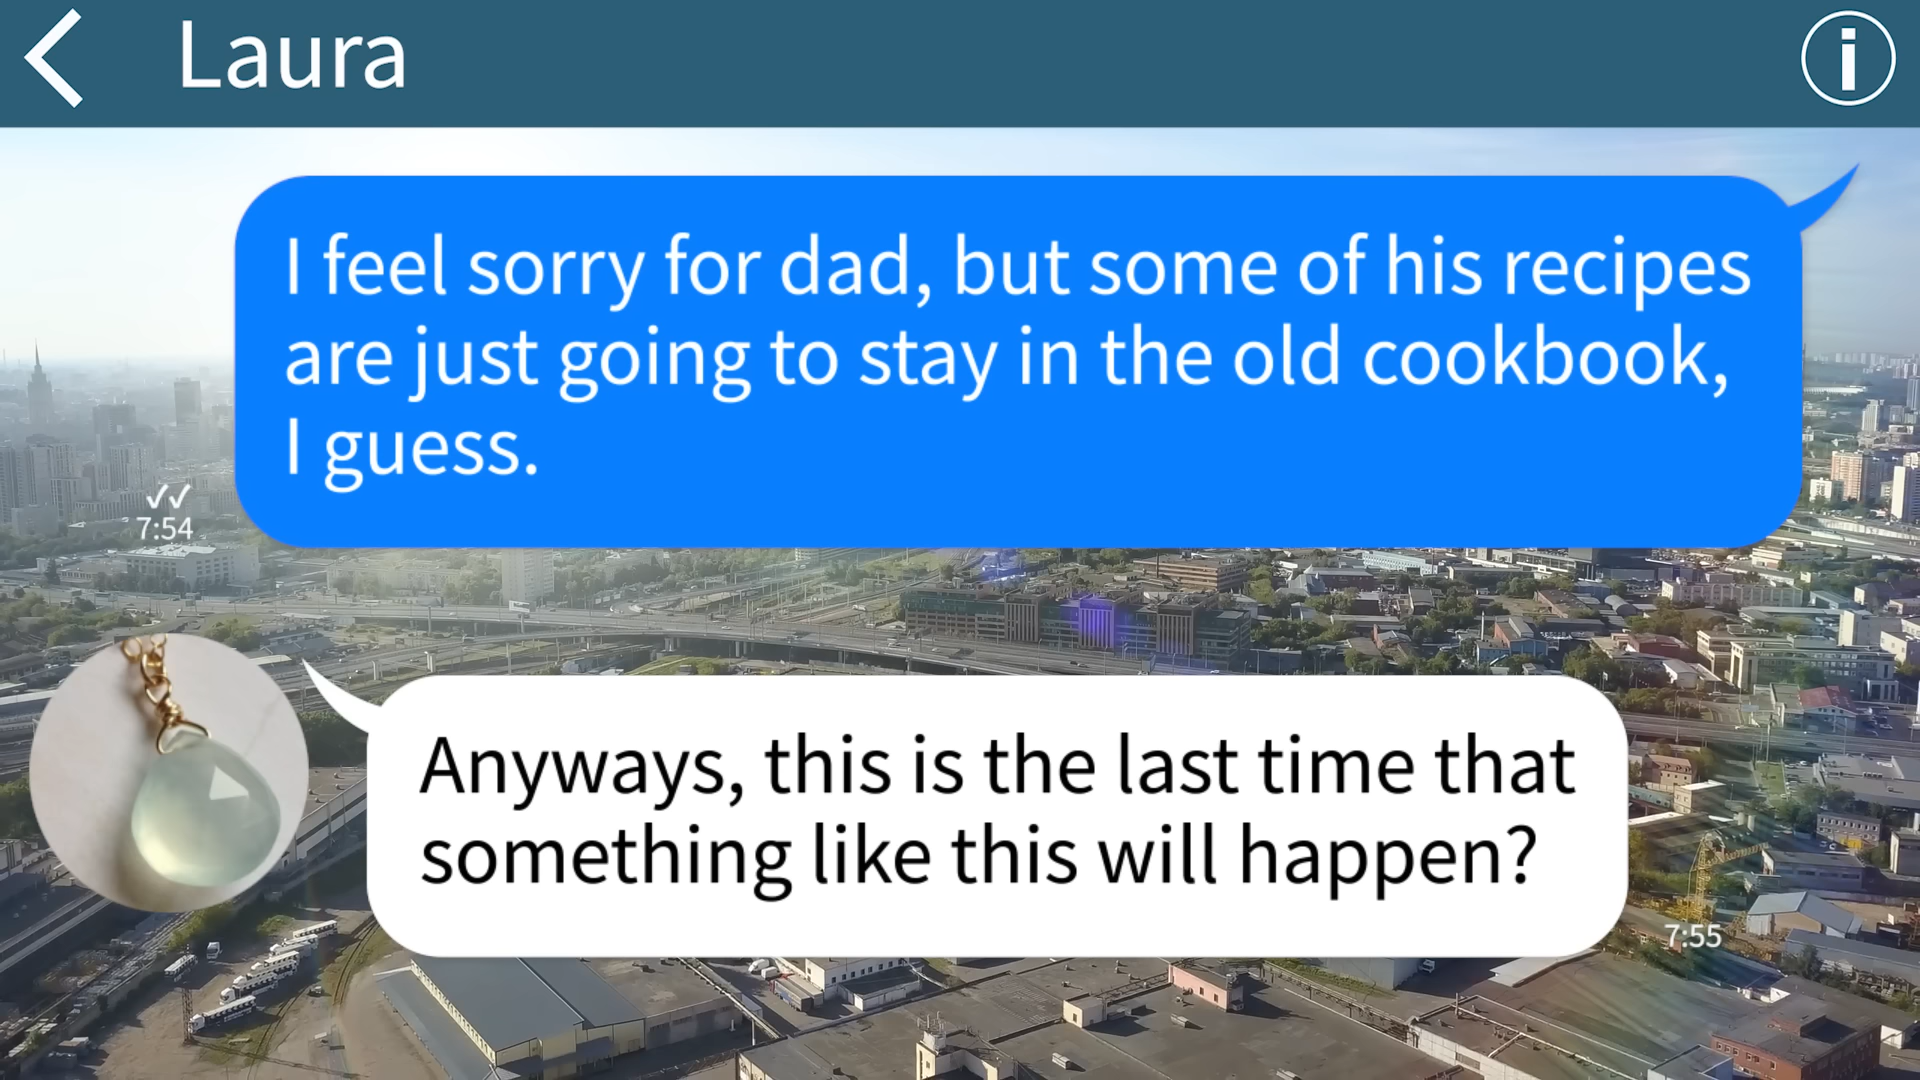 Laura
I feel sorry for dad, but some of his recipes
are just going to stay in the old cookbook,
I guess.
7:54
Anyways, this is the last time that
something like this will happen?
7:55